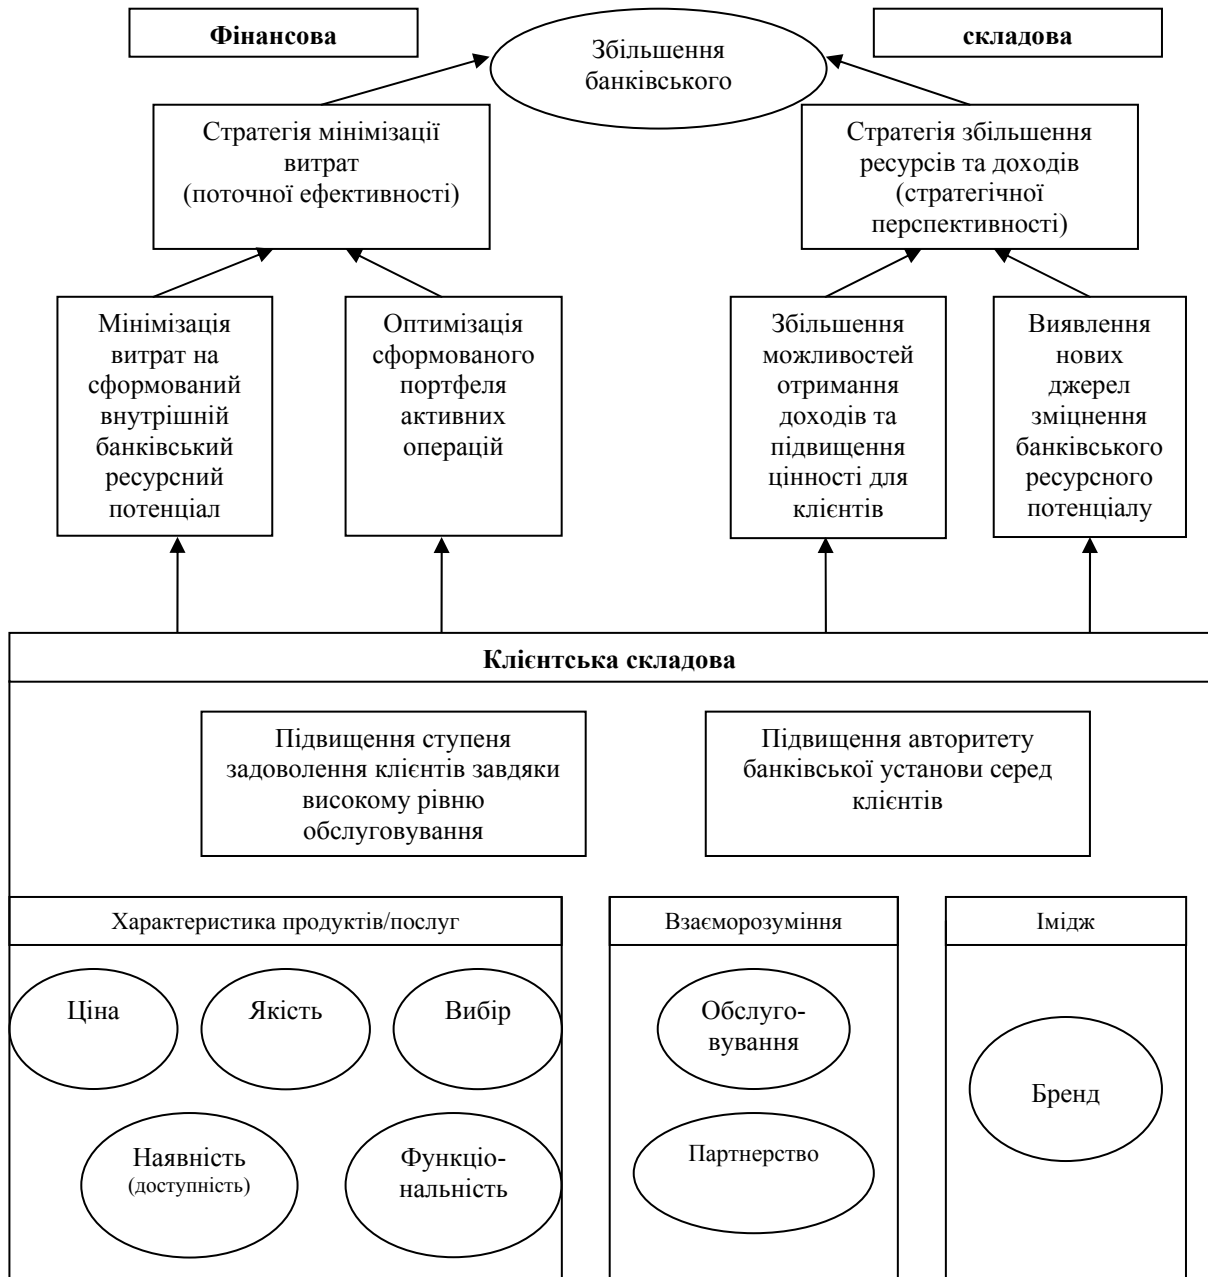 Фінансова
складова
Збільшення
банківського
Стратегія мінімізації
витрат
(поточної ефективності)
Стратегія збільшення
ресурсів та доходів
(стратегічної
перспективності)
Мінімізація
витрат на
сформований
внутрішній
банківський
ресурсний
потенціал
Оптимізація
сформованого
портфеля
активних
операцій
Збільшення
можливостей
отримання
доходів та
підвищення
цінності для
клієнтів
Виявлення
нових
джерел
зміцнення
банківського
ресурсного
потенціалу
Клієнтська складова
Підвищення ступеня
задоволення клієнтів завдяки
високому рівню
обслуговування
Підвищення авторитету
банківської установи серед
клієнтів
Характеристика продуктів/послуг
Взаєморозуміння
Імідж
Ціна
Якість
Вибір
Обслуго-
вування
Бренд
Наявність
(доступність)
Функціо-
нальність
Партнерство